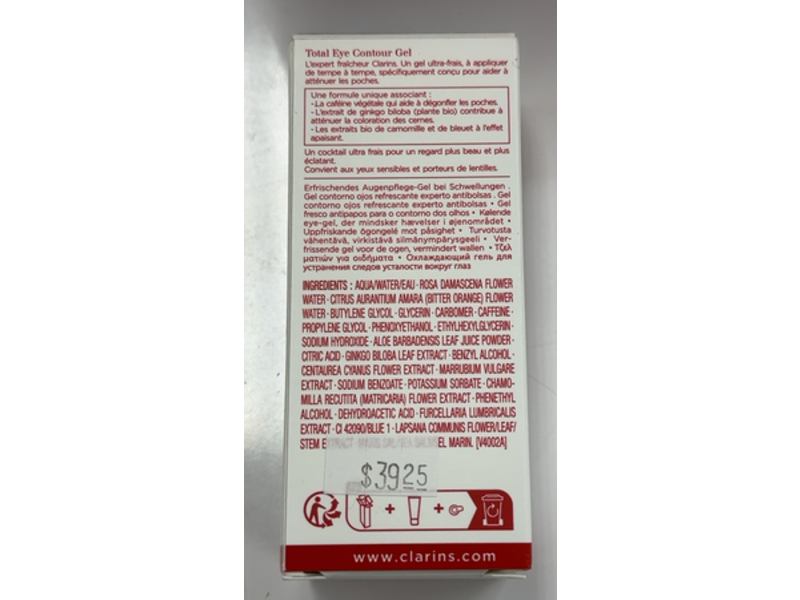 Total Eye Contour Gel
L'expert fraîcheur Clarins. Un gel ultra-frais, à appliquer
de tempe à tempe, spécifiquement conçu pour aider à
atténuer les poches.
Une formule unique associant :
-La caféine végétale qui aide à dégonfler les poches.
-L'extrait de ginkgo biloba (plante bio) contribue à
atténuer la coloration des cernes.
- Les extraits bio de camomille et de bleuet à l'effet
apaisant.
Un cocktail ultra frais pour un regard plus beau et plus
éclatant.
Convient aux yeux sensibles et porteurs de lentilles.
Erfrischendes Augenpflege-Gel bei Schwellungen . 
Gel contorno ojos refrescante experto antibolsas . Gel
contorno ojos refrescante experto antibolsas • Gel
fresco antipapos para o contorno dos olhos • Kølende
eye-gel, der mindsker hævelser i øjenområdet •
Uppfriskande ögongelé mot påsighet • Turvotusta
vähentävä, virkistävä silmänympärysgeeli • Ver-
frissende gel voor de ogen, vermindert wallen • Τζελ
ματιών για οιδήματα • Охлаждающий гель для
устранения следов усталости вокруг глаз
INGREDIENTS : AQUA/WATER/EAU · ROSA DAMASCENA FLOWER
WATER · CITRUS AURANTIUM AMARA (BITTER ORANGE) FLOWER
WATER · BUTYLENE GLYCOL · GLYCERIN · CARBOMER · CAFFEINE ·
PROPYLENE GLYCOL · PHENOXYETHANOL · ETHYLHEXYLGLYCERIN ·
SODIUM HYDROXIDE · ALOE BARBADENSIS LEAF JUICE POWDER ·
CITRIC ACID · GINKGO BILOBA LEAF EXTRACT · BENZYL ALCOHOL ·
CENTAUREA CYANUS FLOWER EXTRACT · MARRUBIUM VULGARE
EXTRACT · SODIUM BENZOATE · POTASSIUM SORBATE · CHAMO-
MILLA RECUTITA (MATRICARIA) FLOWER EXTRACT · PHENETHYL
ALCOHOL · DEHYDROACETIC ACID · FURCELLARIA LUMBRICALIS
EXTRACT · CI 42090/BLUE 1 · LAPSANA COMMUNIS FLOWER/LEAF/
STEM EXTRACT · MARIS SAL/SEA SALT/SEL MARIN. [V4002A]
$39.25
+ +
www.clarins.com